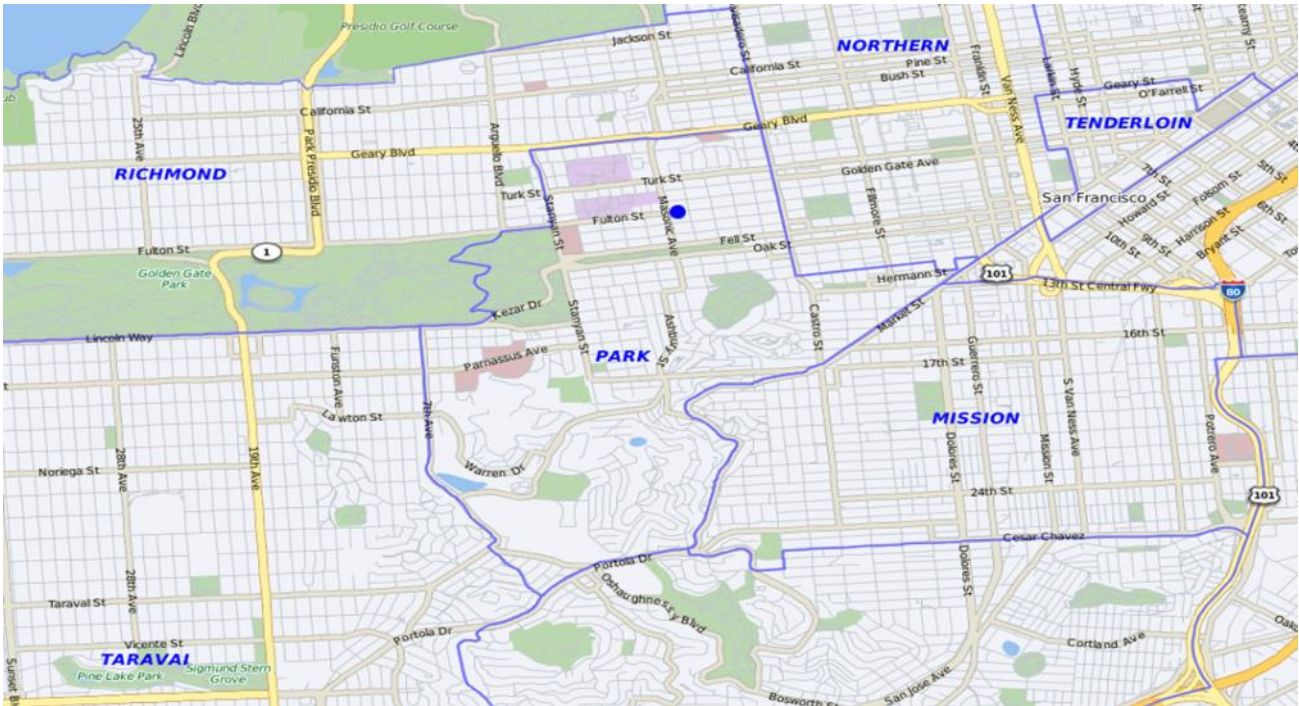 Presidio Golf Course
Lincoln Blvd
Jackson St
NORTHERN
California St
Pine St
Bush St
Franklin St
Van Ness Ave
Larkin St
Hyde St
Geary St
O'Farrell St
TENDERLOIN
California St
25th Ave
Park Presidio Blvd
Arguello Blvd
Geary Blvd
Geary Blvd
RICHMOND
Turk St
Turk St
Golden Gate Ave
7th St
5th St
Folsom St
6th St
San Francisco
Howard St
Harrison St
Bryant St
10th St
9th St
Stanyan St
Fulton St
Masonic Ave
Fillmore St
Fell St
Oak St
Fulton St
1
Golden Gate
Park
Hermann St
101
13th St Central Fwy
80
Kezar Dr
Stanyan St
Ashbury St
Castro St
Market St
16th St
Lincoln Way
Funston Ave
Parnassus Ave
PARK
17th St
Guerrero St
S Van Ness Ave
Potrero Ave
Lawton St
7th Ave
MISSION
Dolores St
Mission St
28th Ave
19th Ave
Noriega St
Warren Dr
24th St
101
Cesar Chavez
Portola Dr
Oshaughnessy Blvd
Dolores St
28th Ave
Taraval St
Portola Dr
Vicente St
Cortland Ave
TARAVAL
Pine Lake Park
Sigmund Stern
Grove
Bosworth St
San Jose Ave